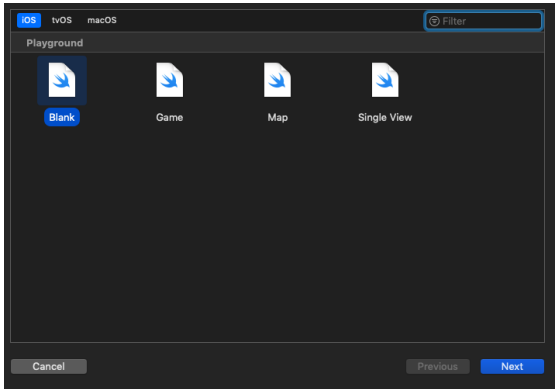 iOS tvOS macOS Filter
Playground
Blank Game Map Single View
Cancel Previous Next